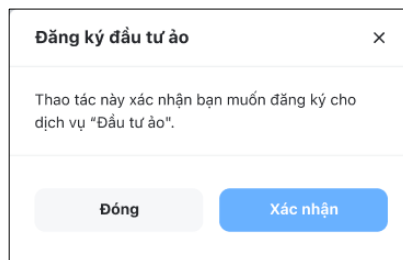 Đăng ký đầu tư ảo
Thao tác này xác nhận bạn muốn đăng ký cho
dịch vụ “Đầu tư ảo".
Đóng
Xác nhận